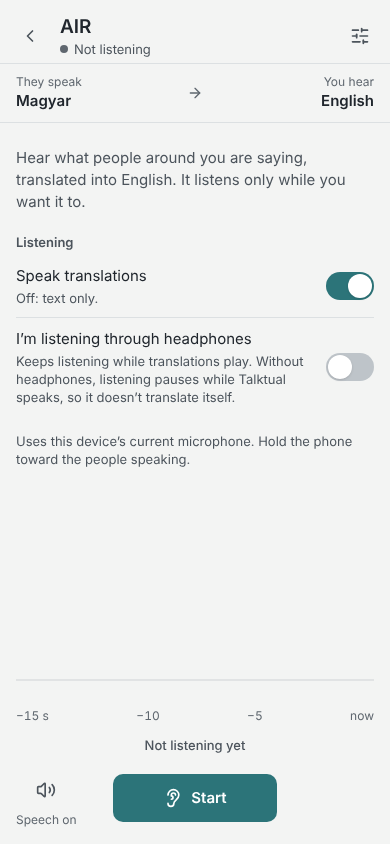 AIR
Not listening
They speak
Magyar
You hear
English
Hear what people around you are saying,
translated into English. It listens only while you
want it to.
Listening
Speak translations
Off: text only.
I’m listening through headphones
Keeps listening while translations play. Without
headphones, listening pauses while Talktual
speaks, so it doesn’t translate itself.
Uses this device’s current microphone. Hold the phone
toward the people speaking.
−15 s
−10
−5
now
Not listening yet
Start
Speech on